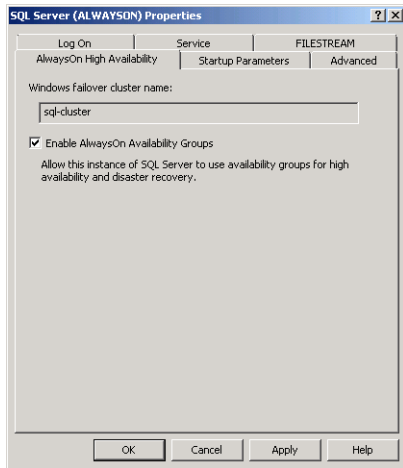 SQL Server (ALWAYSON) Properties
Log On Service FILESTREAM
AlwaysOn High Availability Startup Parameters Advanced
Windows failover cluster name:
sql-cluster
Enable AlwaysOn Availability Groups
Allow this instance of SQL Server to use availability groups for high
availability and disaster recovery.
OK Cancel Apply Help